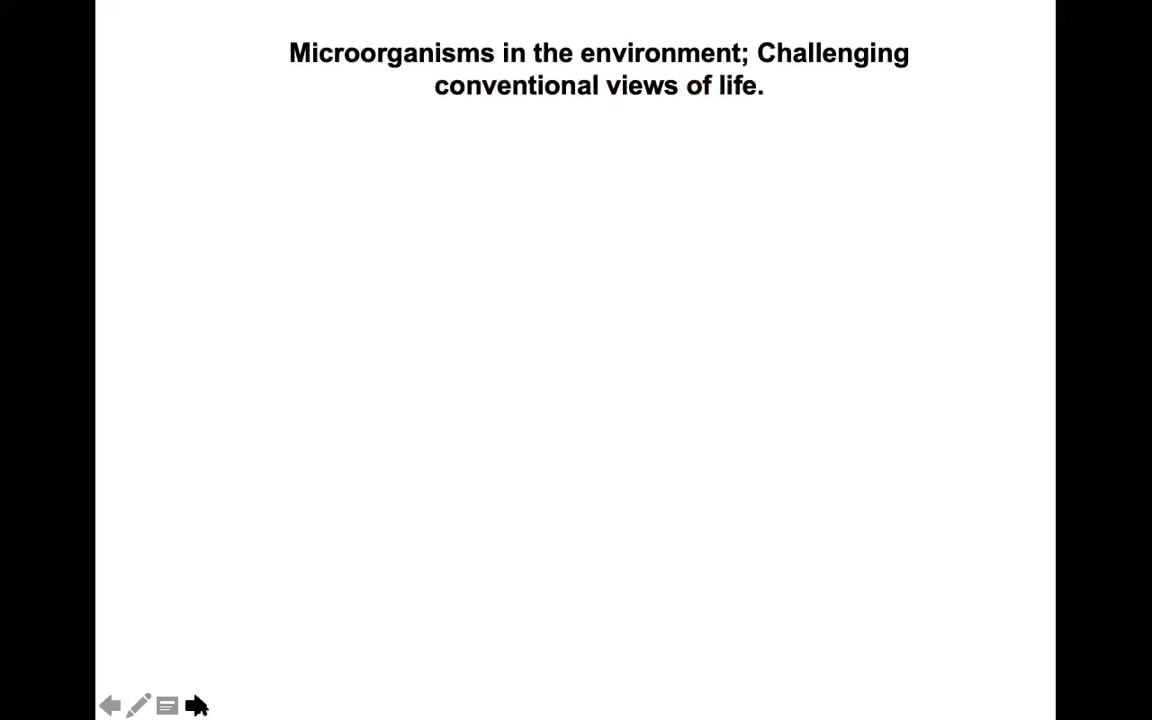 Microorganisms in the environment; Challenging
conventional views of life.